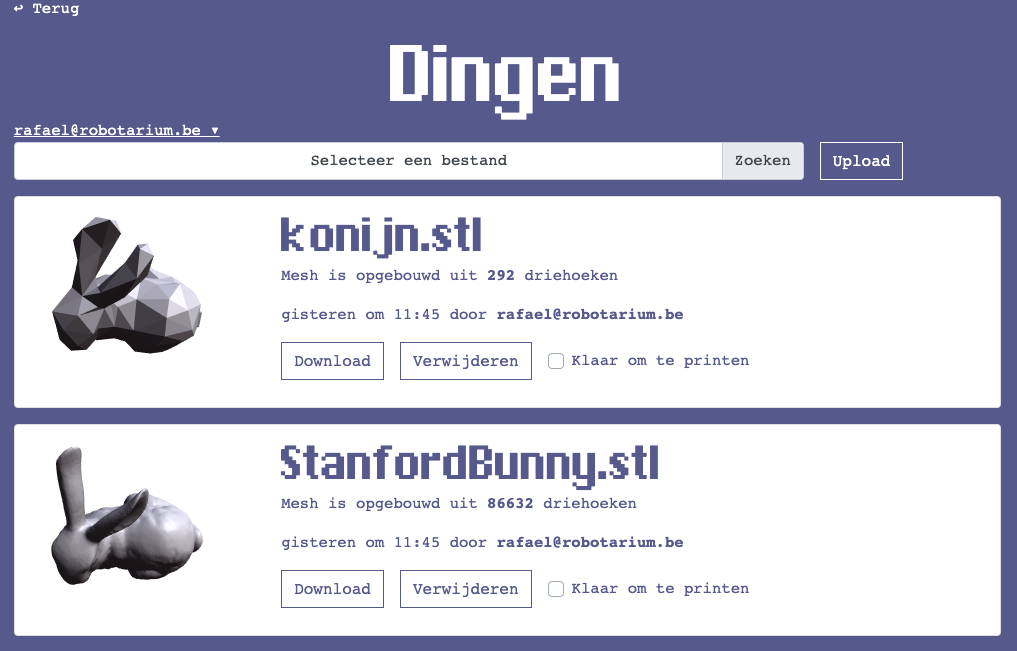 ↩ Terug
Dingen
rafael@robotarium.be ▾
Selecteer een bestand Zoeken Upload
konijn.stl
Mesh is opgebouwd uit 292 driehoeken
gisteren om 11:45 door rafael@robotarium.be
Download Verwijderen Klaar om te printen
StanfordBunny.stl
Mesh is opgebouwd uit 86632 driehoeken
gisteren om 11:45 door rafael@robotarium.be
Download Verwijderen Klaar om te printen